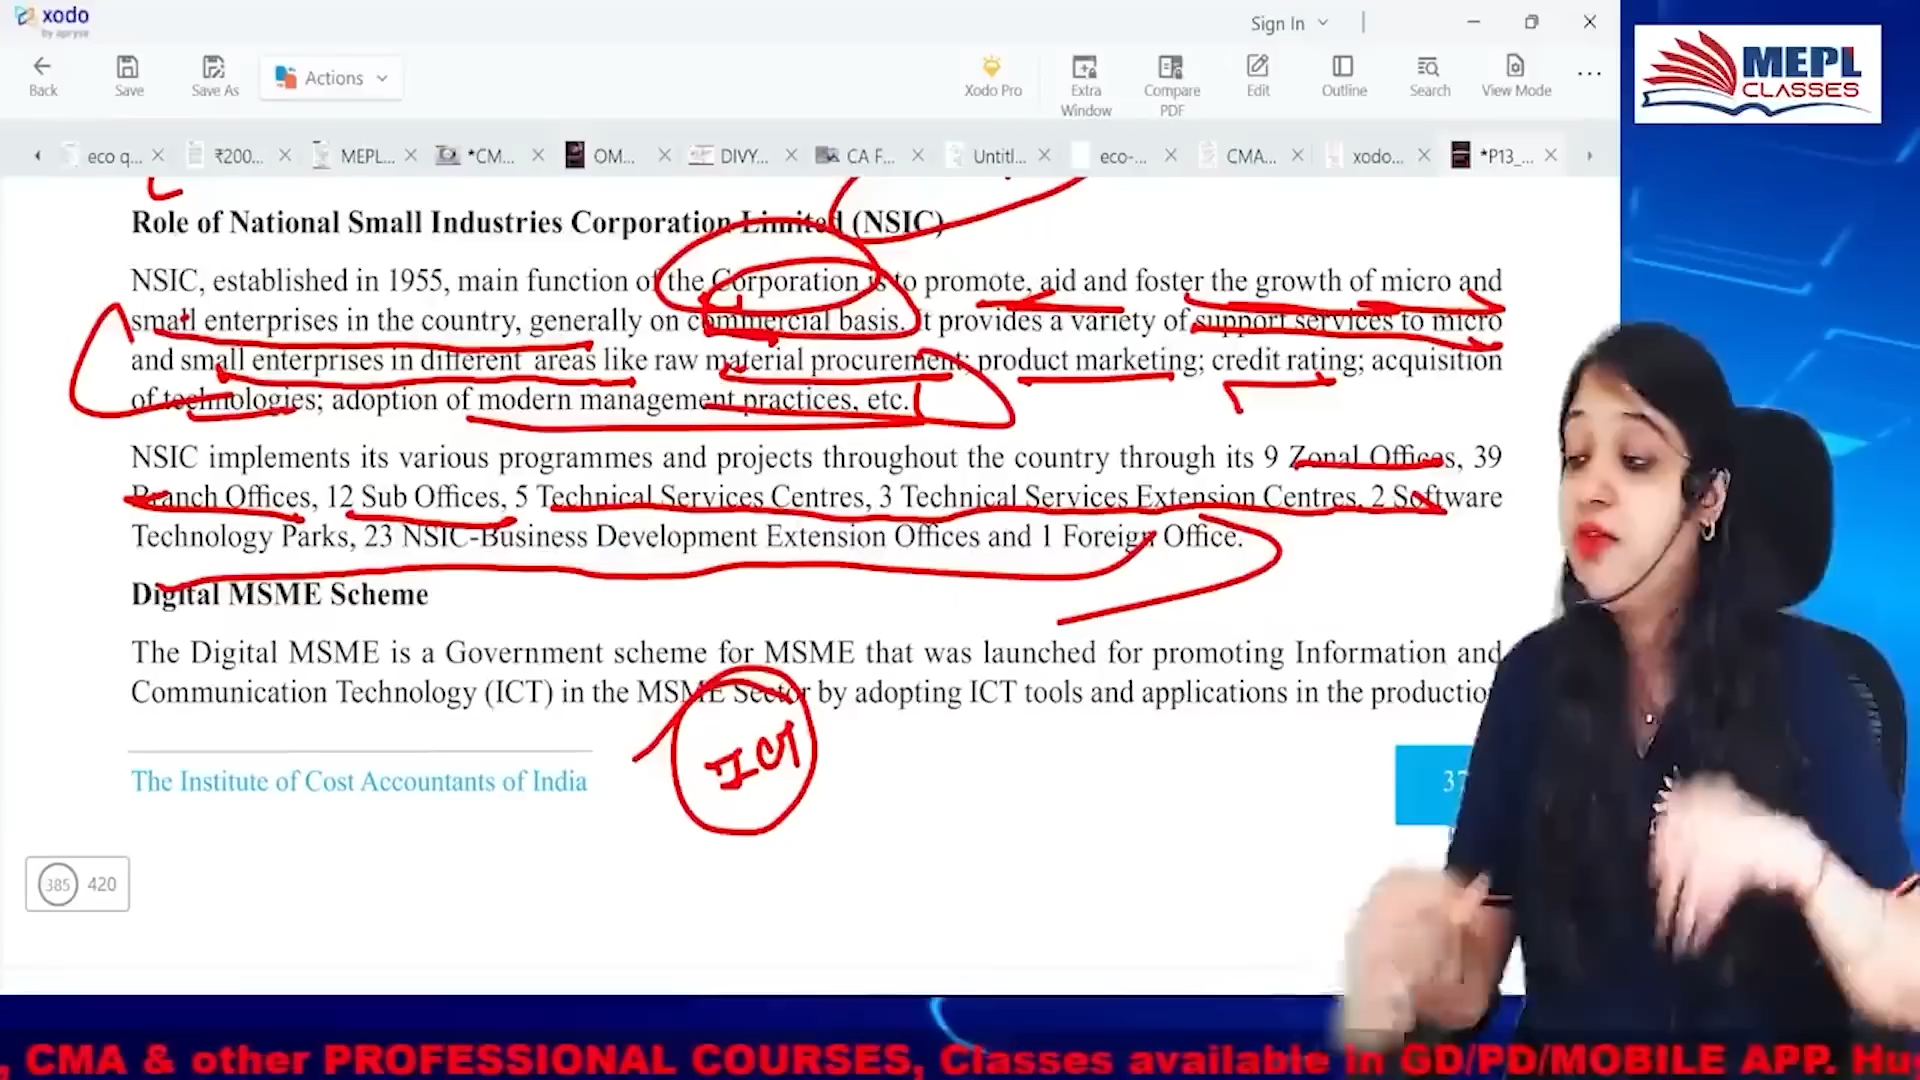 xodo
by apryse
Sign In
Back
Save
Save As
Actions
Xodo Pro
Extra Window
Compare PDF
Edit
Outline
Search
View Mode
MEPL
CLASSES
eco q...
₹200...
MEPL...
*CM...
OM...
DIVY...
CA F...
Untitl...
eco-...
CMA...
xodo...
*P13_...
Role of National Small Industries Corporation Limited (NSIC)
NSIC, established in 1955, main function of the Corporation is to promote, aid and foster the growth of micro and
small enterprises in the country, generally on commercial basis. It provides a variety of support services to micro
and small enterprises in different areas like raw material procurement; product marketing; credit rating; acquisition
of technologies; adoption of modern management practices, etc.
NSIC implements its various programmes and projects throughout the country through its 9 Zonal Offices, 39
Branch Offices, 12 Sub Offices, 5 Technical Services Centres, 3 Technical Services Extension Centres, 2 Software
Technology Parks, 23 NSIC-Business Development Extension Offices and 1 Foreign Office.
Digital MSME Scheme
The Digital MSME is a Government scheme for MSME that was launched for promoting Information and
Communication Technology (ICT) in the MSME Sector by adopting ICT tools and applications in the production
ICT
The Institute of Cost Accountants of India
385 420
, CMA & other PROFESSIONAL COURSES, Classes available in GD/PD/MOBILE APP. Hu